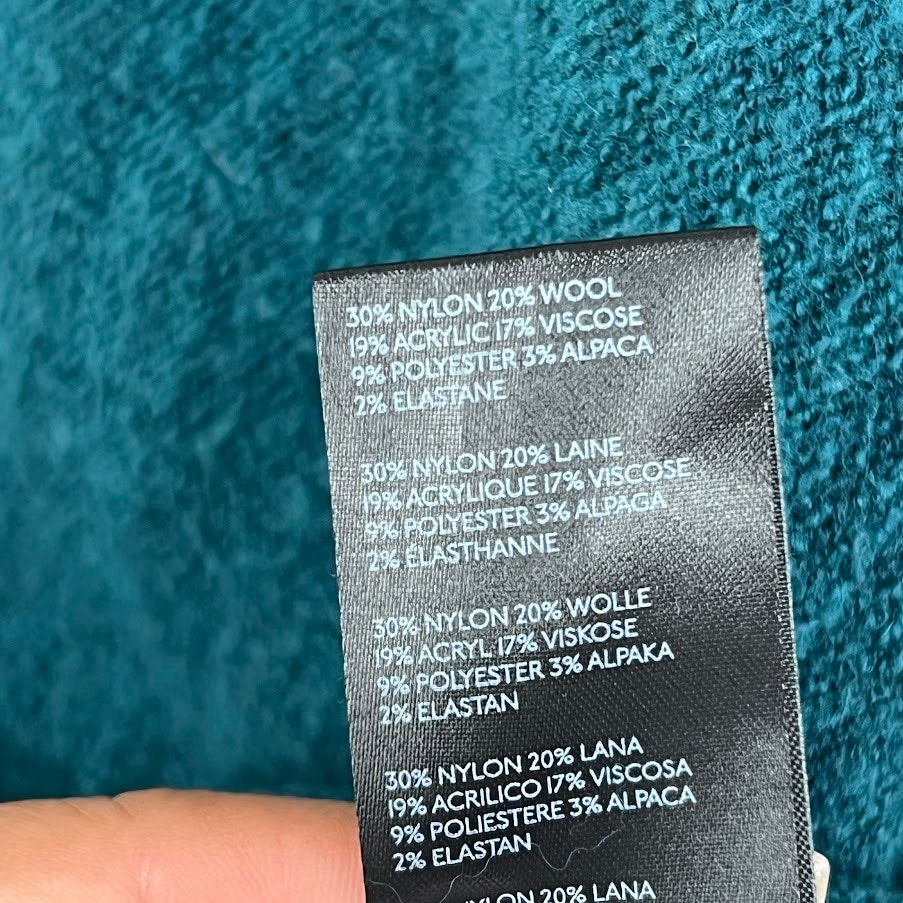 30% NYLON 20% WOOL
19% ACRYLIC 17% VISCOSE
9% POLYESTER 3% ALPACA
2% ELASTANE
30% NYLON 20% LAINE
19% ACRYLIQUE 17% VISCOSE
9% POLYESTER 3% ALPAGA
2% ÉLASTHANNE
30% NYLON 20% WOLLE
19% ACRYL 17% VISKOSE
9% POLYESTER 3% ALPAKA
2% ELASTAN
30% NYLON 20% LANA
19% ACRILICO 17% VISCOSA
9% POLIESTERE 3% ALPACA
2% ELASTAN
NYLON 20% LANA